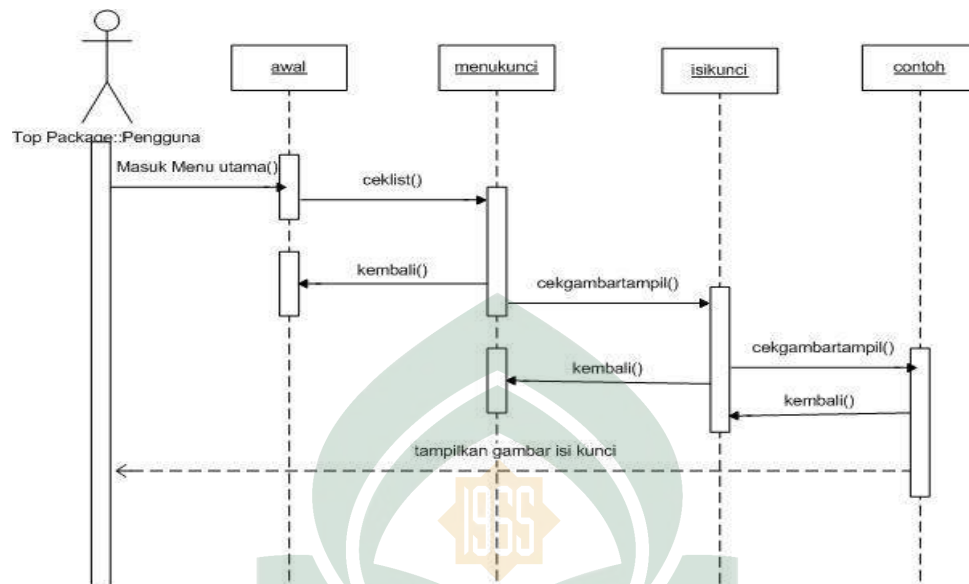 awal
menukunci
isikunci
contoh
Top Package::Pengguna
Masuk Menu utama()
ceklist()
kembali()
cekgambartampil()
cekgambartampil()
kembali()
kembali()
tampilkan gambar isi kunci
1965